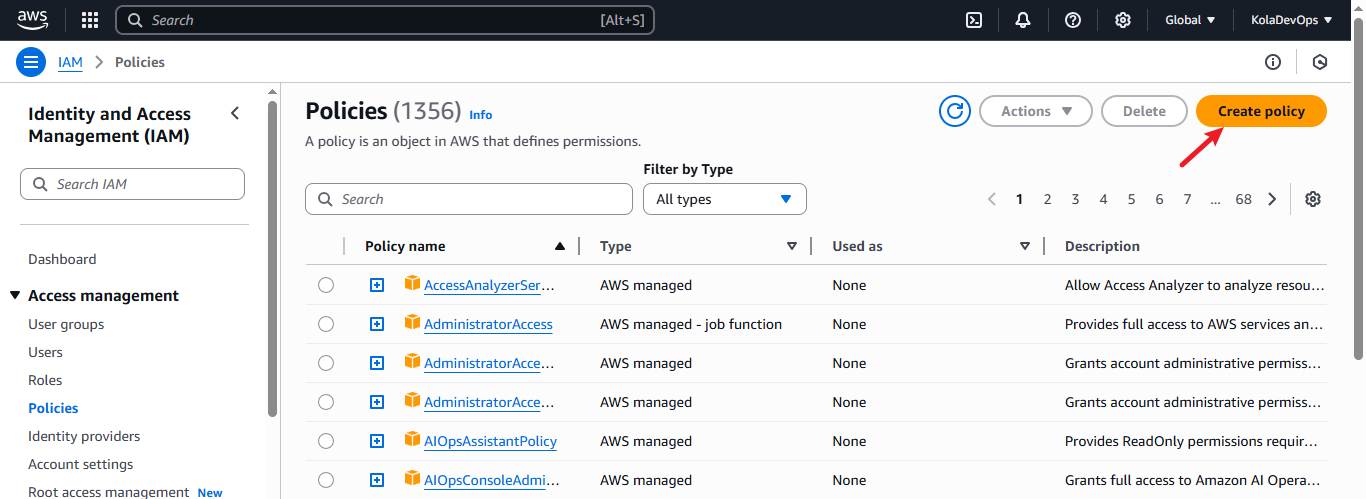 aws Search [Alt+S] Global KolaDevOps
IAM > Policies
Identity and Access
Management (IAM)
Search IAM
Dashboard
Access management
User groups
Users
Roles
Policies
Identity providers
Account settings
Root access management New
Policies (1356) Info
Actions Delete Create policy
A policy is an object in AWS that defines permissions.
Filter by Type
Search All types 1 2 3 4 5 6 7 ... 68
Policy name Type Used as Description
AccessAnalyzerSer... AWS managed None Allow Access Analyzer to analyze resou...
AdministratorAccess AWS managed - job function None Provides full access to AWS services an...
AdministratorAcce... AWS managed None Grants account administrative permiss...
AdministratorAcce... AWS managed None Grants account administrative permiss...
AIOpsAssistantPolicy AWS managed None Provides ReadOnly permissions requir...
AIOpsConsoleAdmi... AWS managed None Grants full access to Amazon AI Opera...